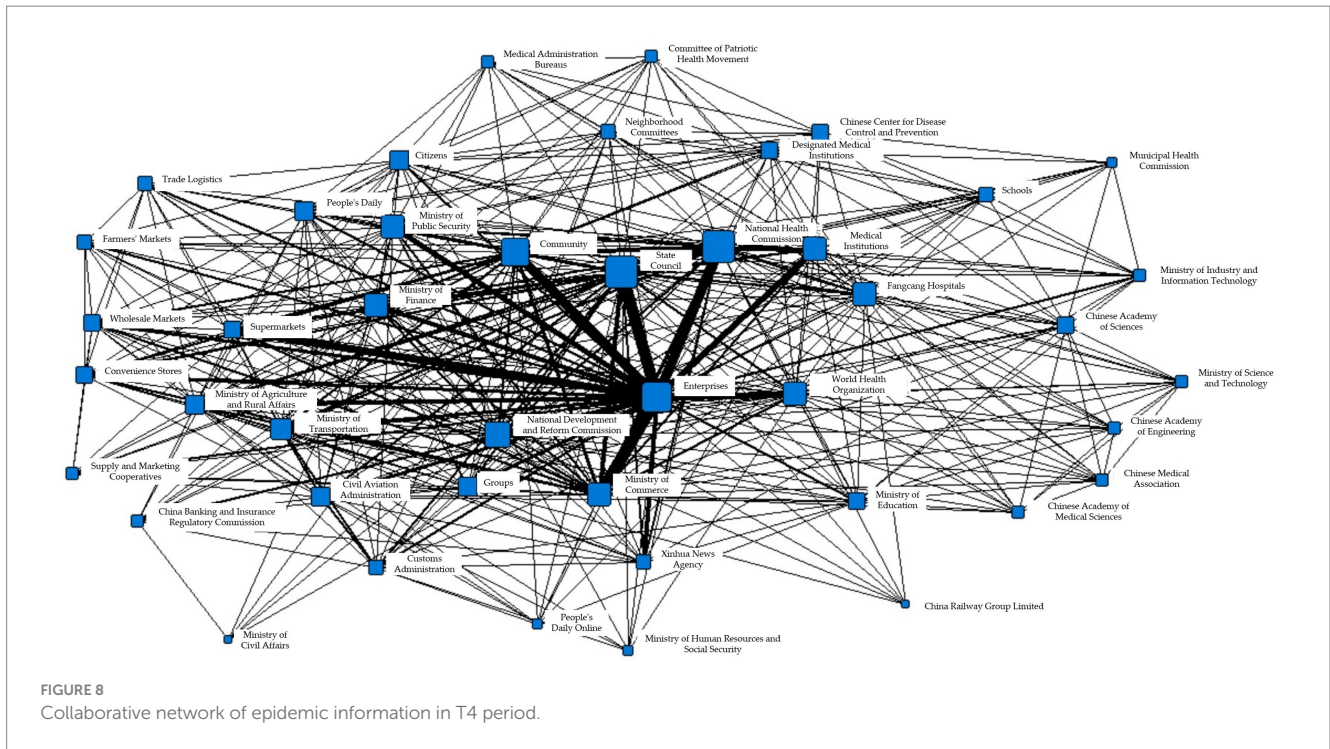 Medical Administration
Bureaus
Committee of Patriotic
Health Movement
Neighborhood
Committees
Chinese Center for Disease
Control and Prevention
Designated Medical
Institutions
Citizens
Municipal Health
Commission
Trade Logistics
Schools
People's Daily
Ministry of
Public Security
Farmers' Markets
Community
National Health
Commission
Medical
Institutions
State
Council
Ministry of Industry and
Information Technology
Ministry of
Finance
Fangcang Hospitals
Wholesale Markets
Supermarkets
Chinese Academy
of Sciences
Convenience Stores
Enterprises
World Health
Organization
Ministry of Science
and Technology
Ministry of Agriculture
and Rural Affairs
Ministry of
Transportation
National Development
and Reform Commission
Chinese Academy
of Engineering
Supply and Marketing
Cooperatives
Civil Aviation
Administration
Groups
Ministry of
Commerce
Chinese Medical
Association
Ministry of
Education
China Banking and Insurance
Regulatory Commission
Chinese Academy of
Medical Sciences
Customs
Administration
Xinhua News
Agency
China Railway Group Limited
Ministry of
Civil Affairs
People's
Daily Online
Ministry of Human Resources and
Social Security
FIGURE 8
Collaborative network of epidemic information in T4 period.